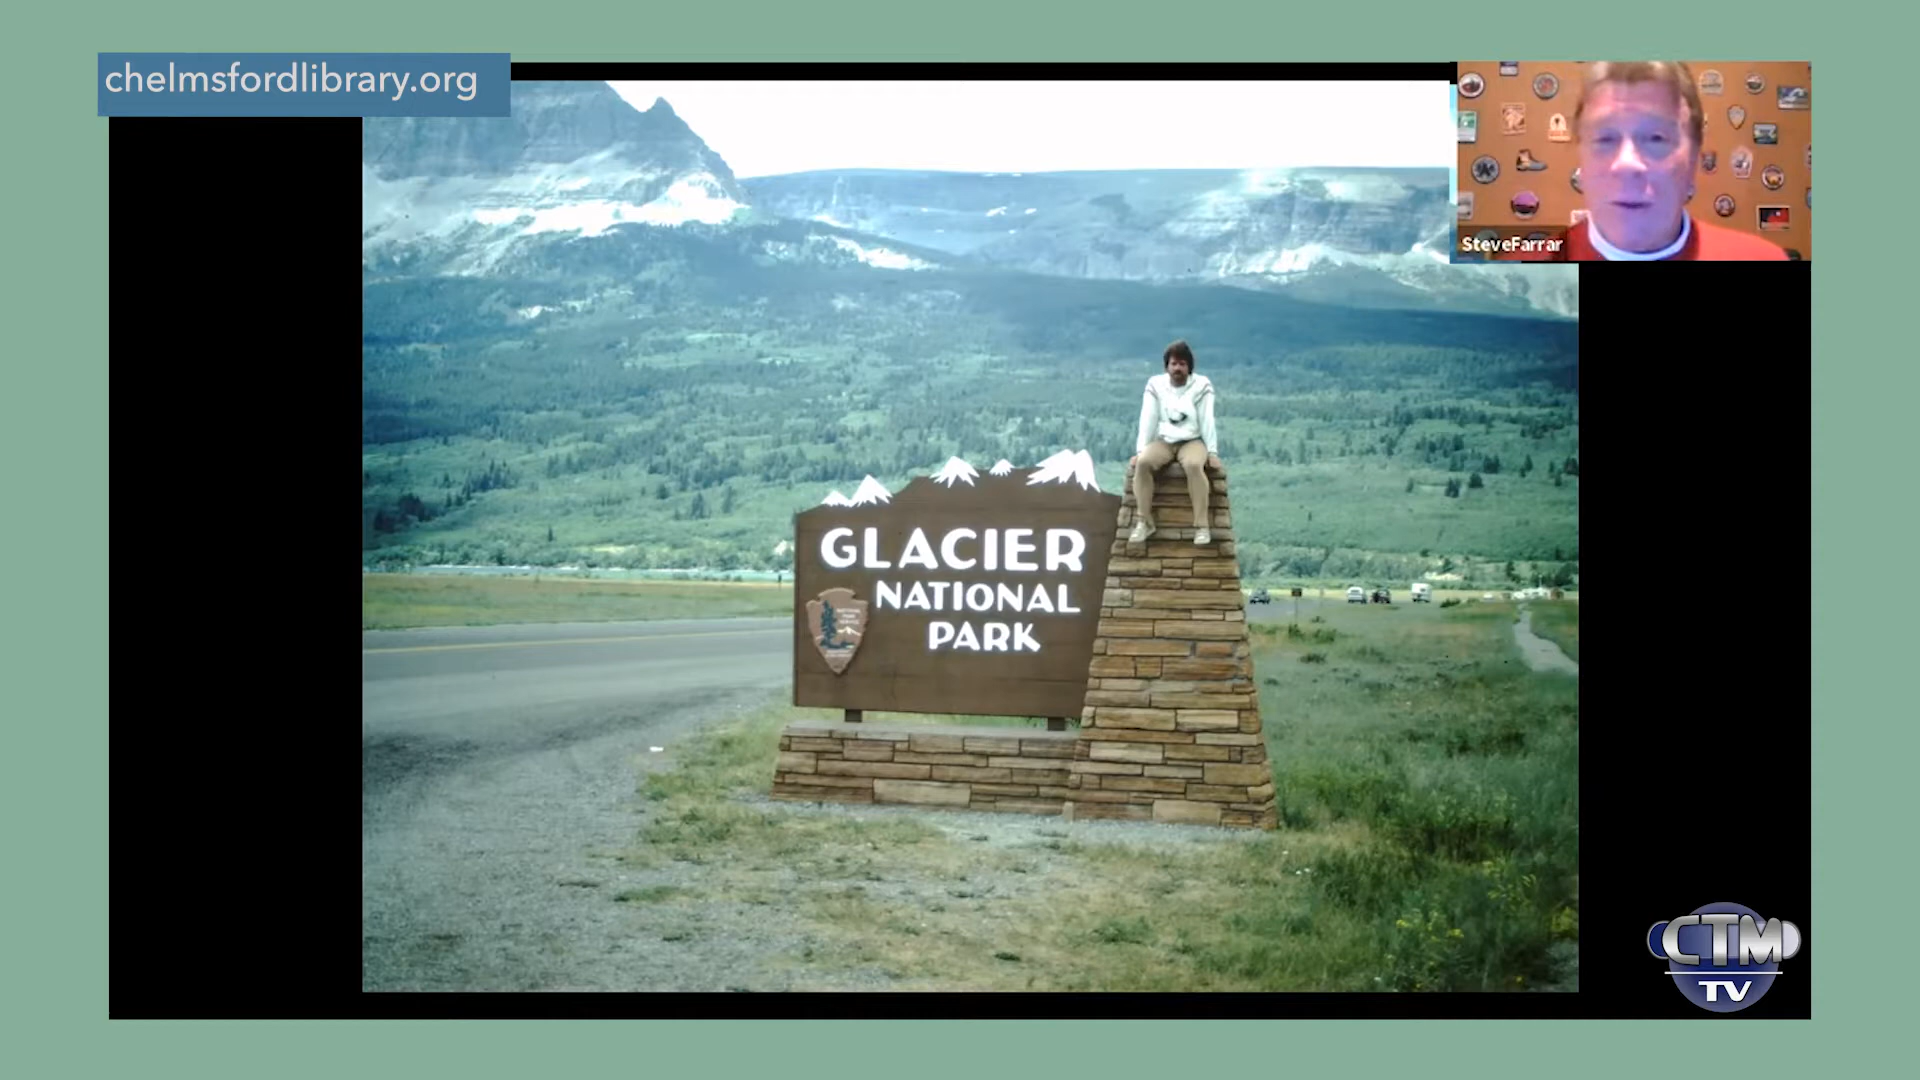 chelmsfordlibrary.org
SteveFarrar
GLACIER
NATIONAL
PARK
CTM
TV